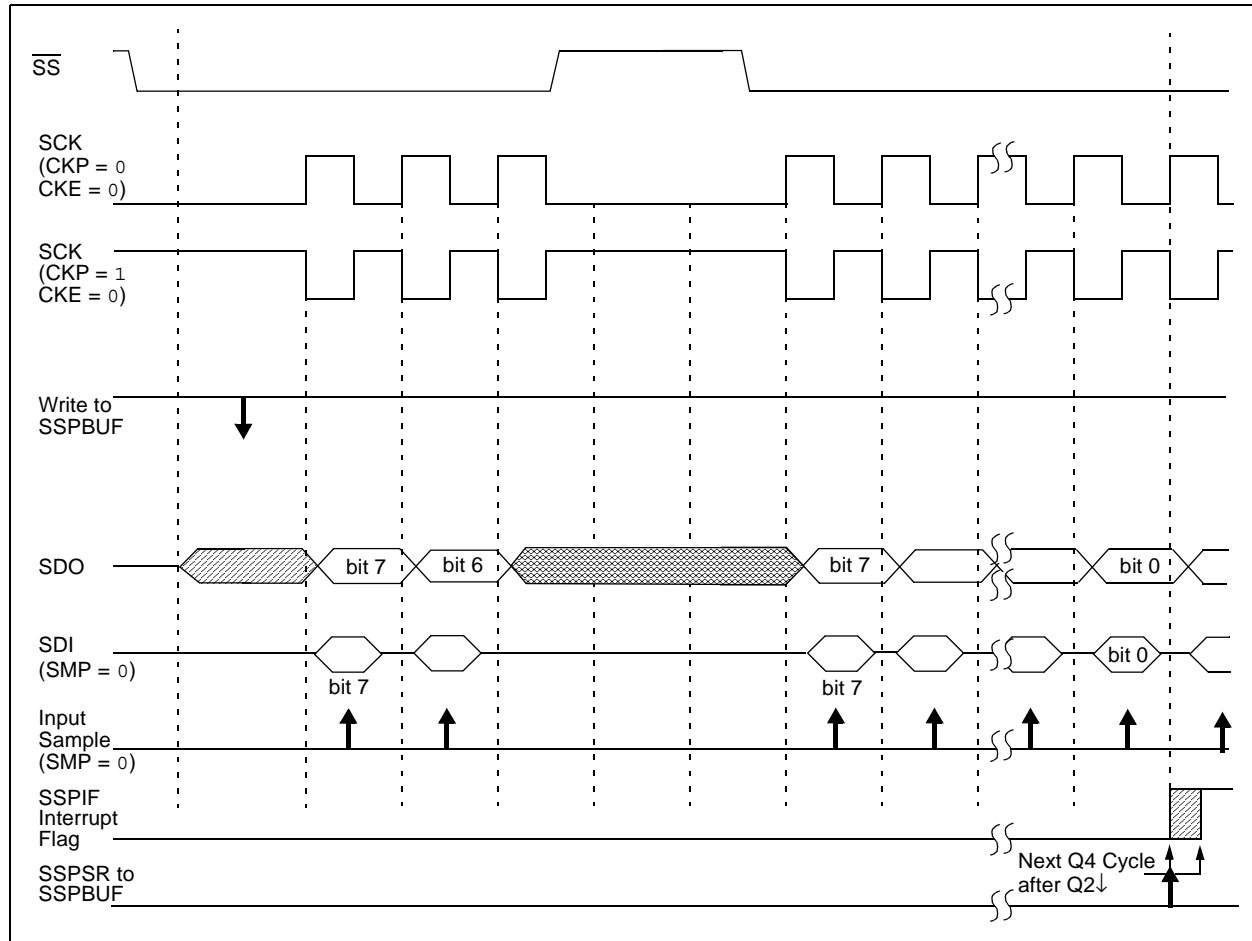 SS
SCK
(CKP = 0
CKE = 0)
SCK
(CKP = 1
CKE = 0)
Write to
SSPBUF
SDO
bit 7
bit 6
bit 7
bit 0
SDI
(SMP = 0)
bit 7
bit 7
bit 0
Input
Sample
(SMP = 0)
SSPIF
Interrupt
Flag
SSPSR to
SSPBUF
Next Q4 Cycle
after Q2↓